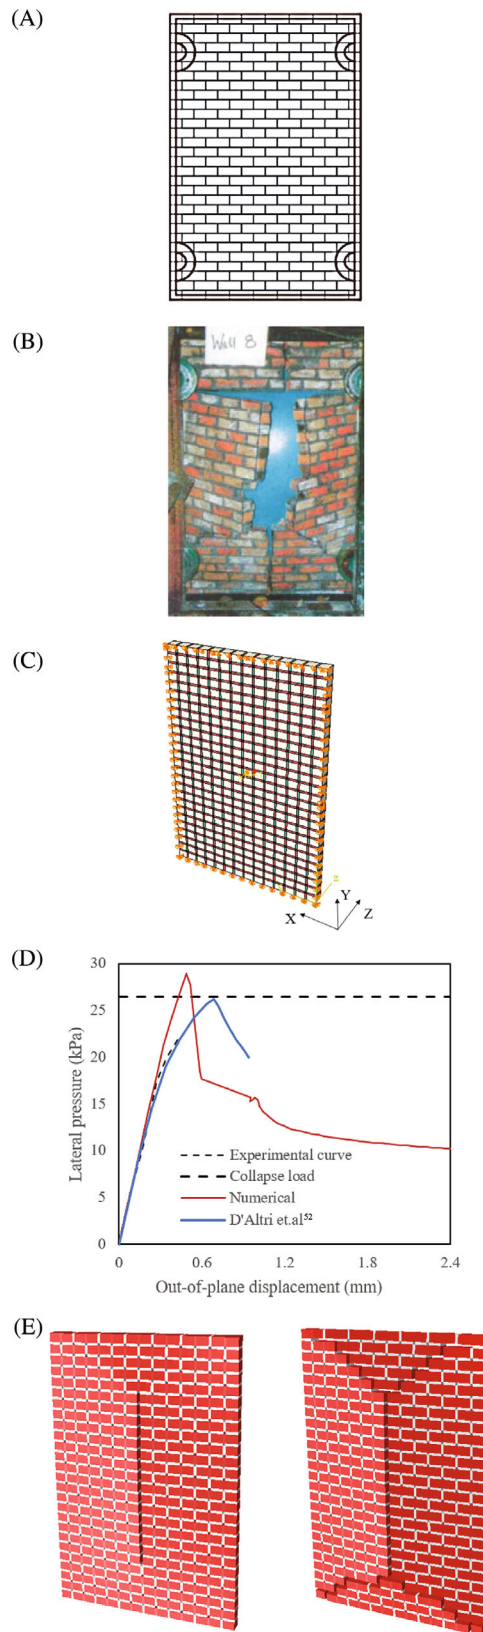 (A)
(B)
Wall 8
(C)
Z
Y
X
Z
(D)
30
25
20
15
10
5
0
Lateral pressure (kPa)
Experimental curve
Collapse load
Numerical
D'Altri et.al⁵²
0
0.6
1.2
1.8
2.4
Out-of-plane displacement (mm)
(E)